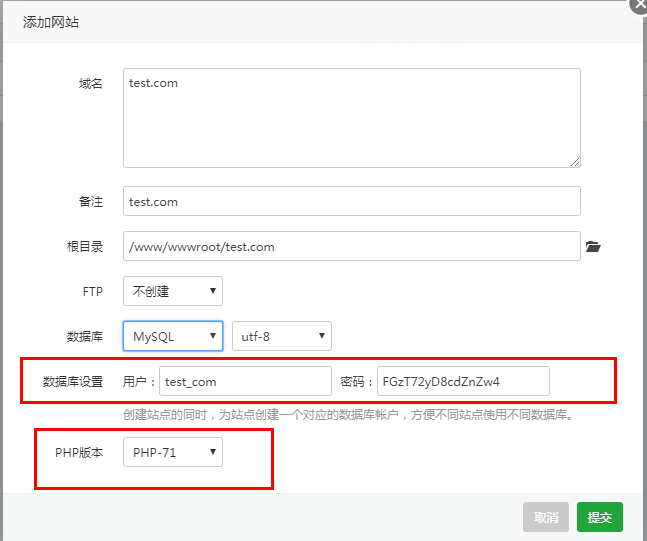 添加网站
域名 test.com
备注 test.com
根目录 /www/wwwroot/test.com
FTP 不创建
数据库 MySQL utf-8
数据库设置 用户： test_com 密码： FGzT72yD8cdZnZw4
创建站点的同时，为站点创建一个对应的数据库帐户，方便不同站点使用不同数据库。
PHP版本 PHP-71
取消 提交